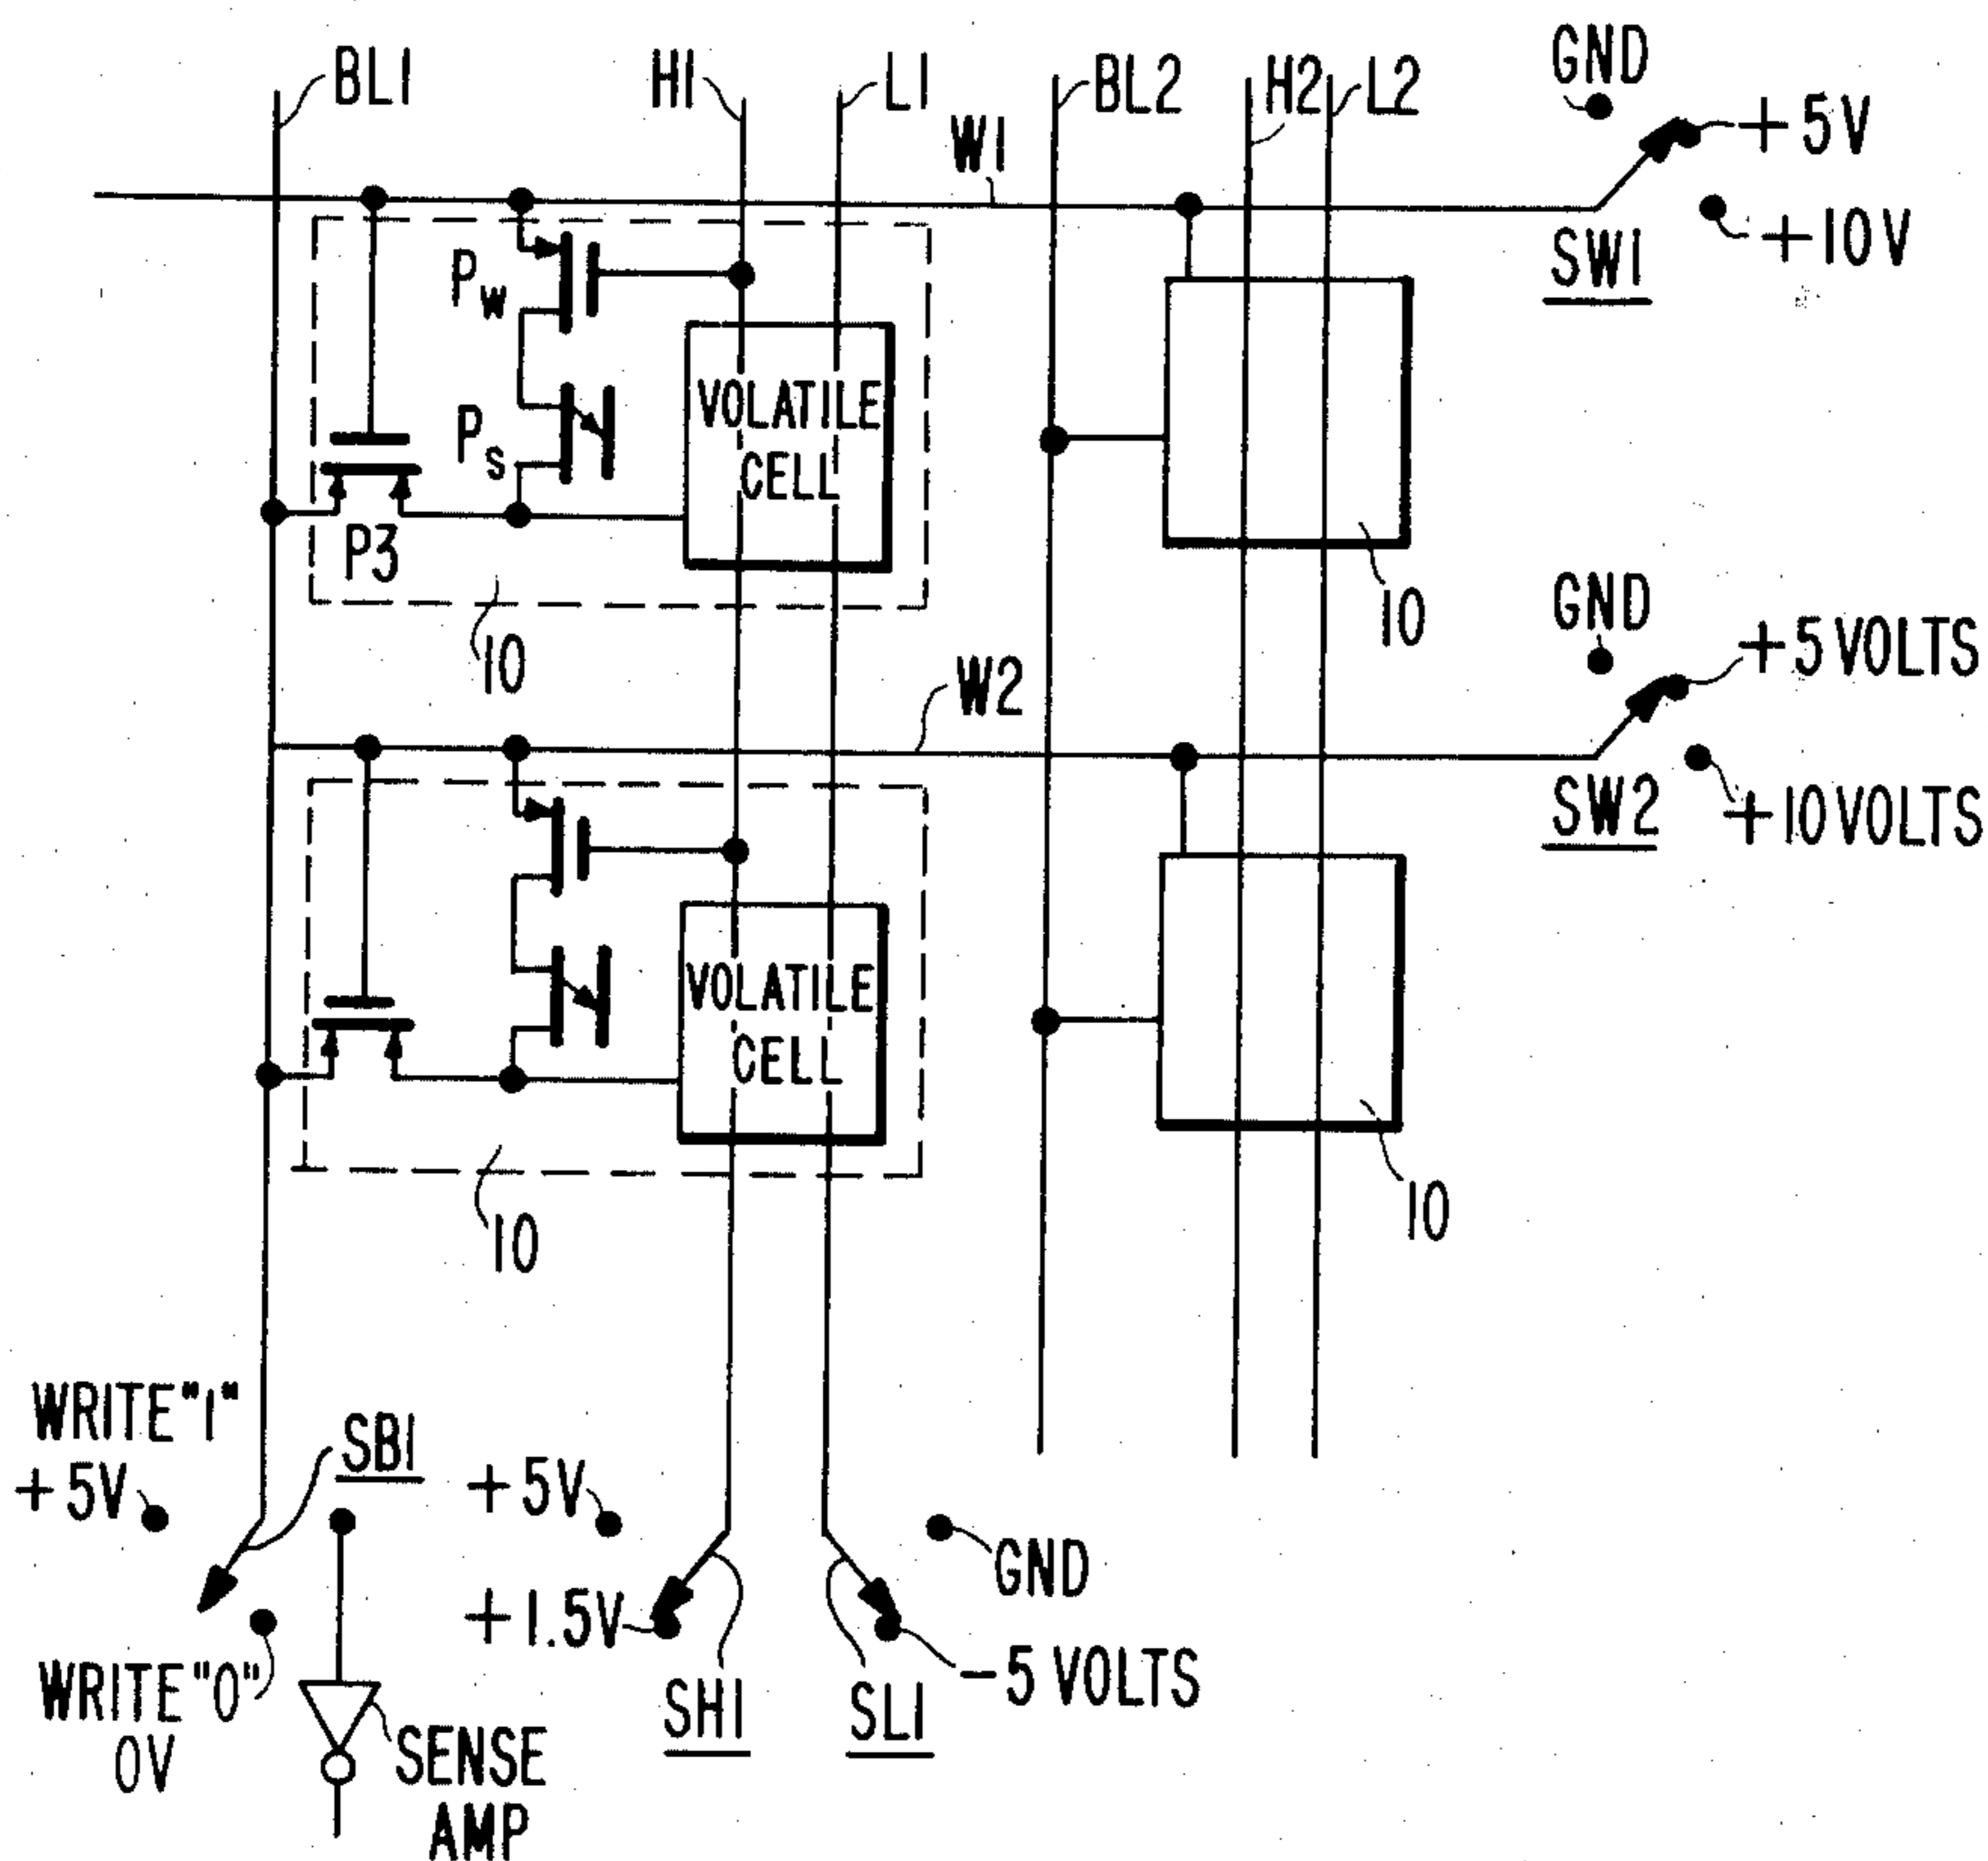 BL1
H1
L1
BL2
H2
L2
GND
+5V
W1
+10V
SW1
PW
VOLATILE
CELL
PS
P3
10
10
GND
+5 VOLTS
W2
SW2
+10 VOLTS
VOLATILE
CELL
10
10
WRITE "1"
+5V
SB1
+5V
GND
+1.5V
-5 VOLTS
WRITE "0"
0V
SENSE
AMP
SH1
SL1